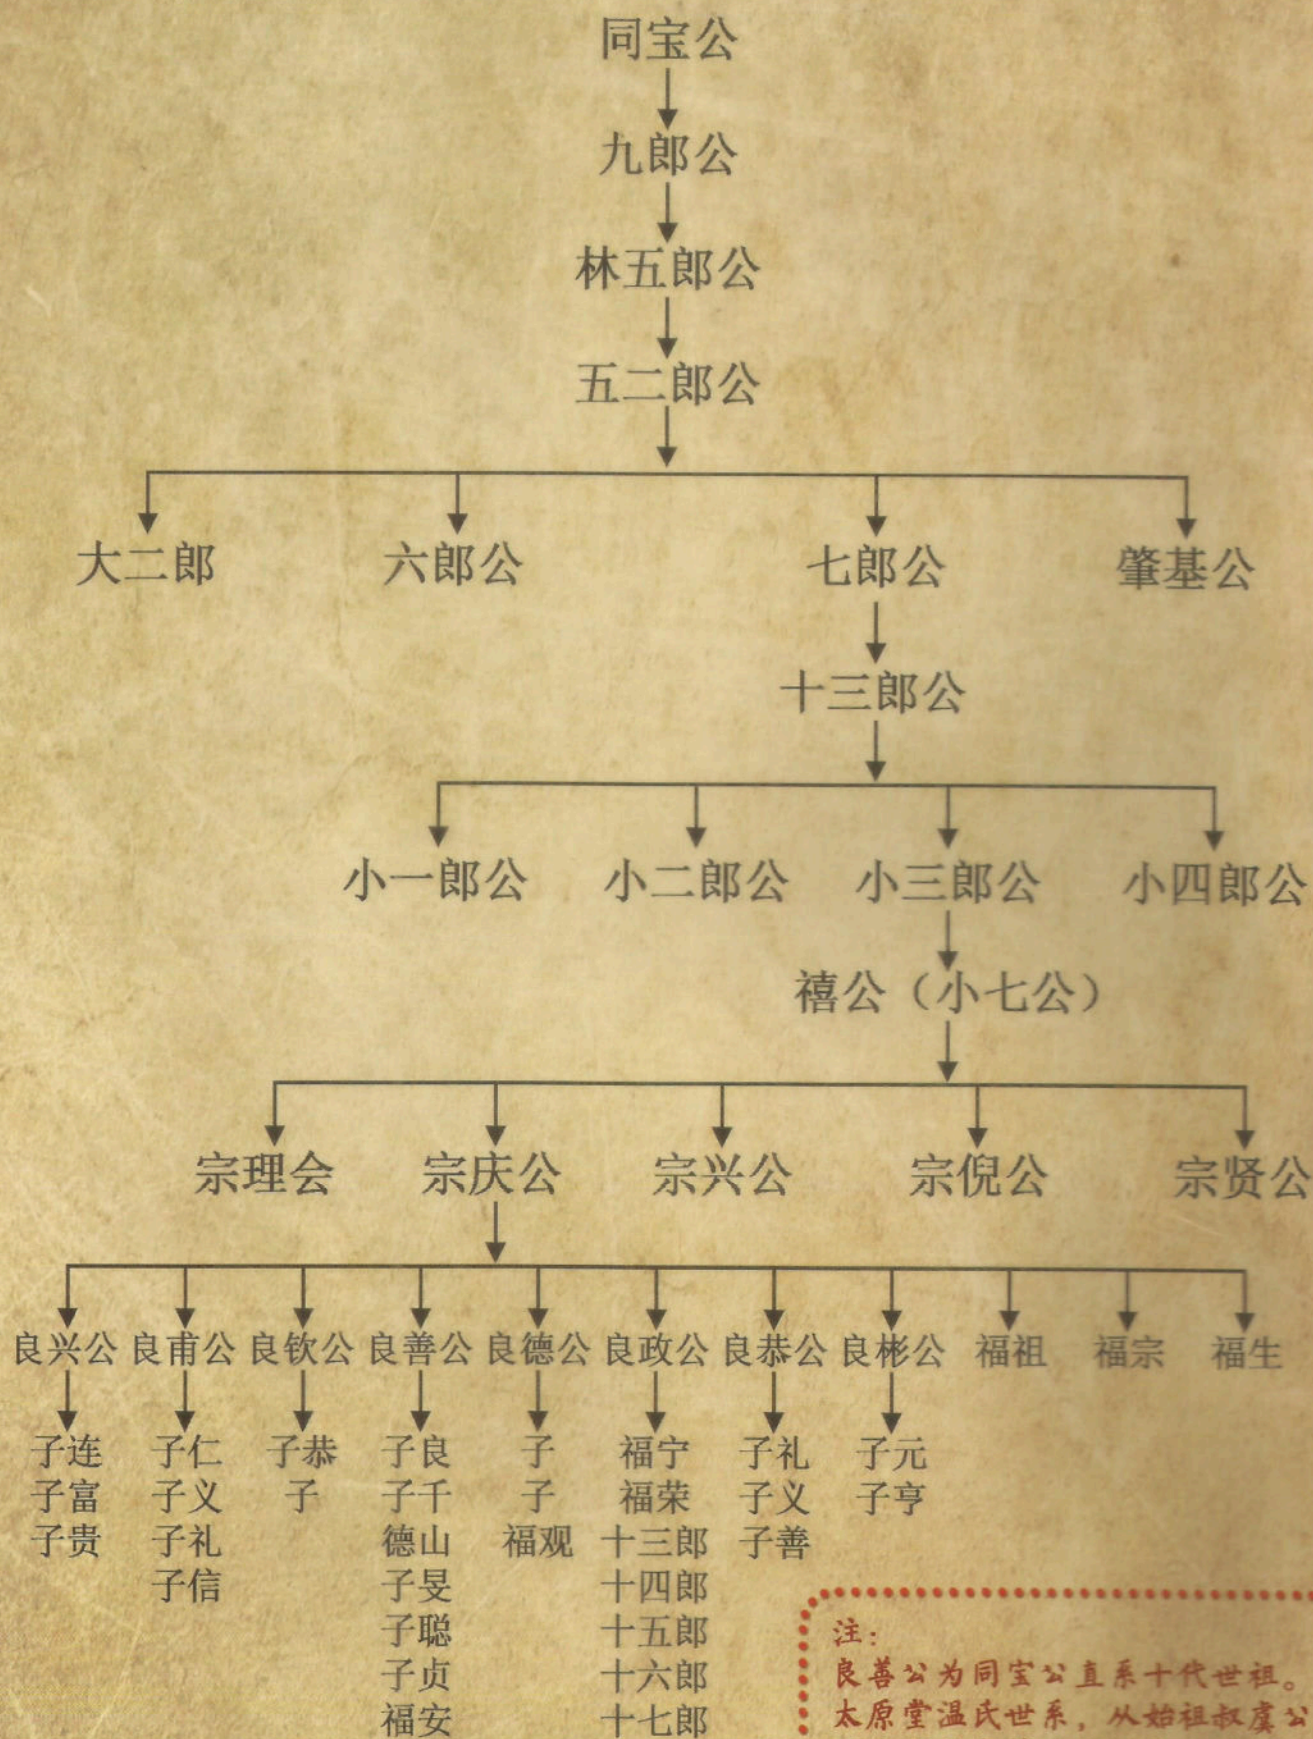 同宝公
九郎公
林五郎公
五二郎公
大二郎 六郎公 七郎公 肇基公
十三郎公
小一郎公 小二郎公 小三郎公 小四郎公
禧公（小七公）
宗理会 宗庆公 宗兴公 宗倪公 宗贤公
良兴公 良甫公 良钦公 良善公 良德公 良政公 良恭公 良彬公 福祖 福宗 福生
子连 子仁 子恭 子良 子 福宁 子礼 子元
子富 子义 子 子千 子 福荣 子义 子亨
子贵 子礼 德山 福观 十三郎 子善
子信 子旻 十四郎
子聪 十五郎
子贞 十六郎
福安 十七郎
注：
良善公为同宝公直系十代世祖。
太原堂温氏世系，从始祖叔虞公